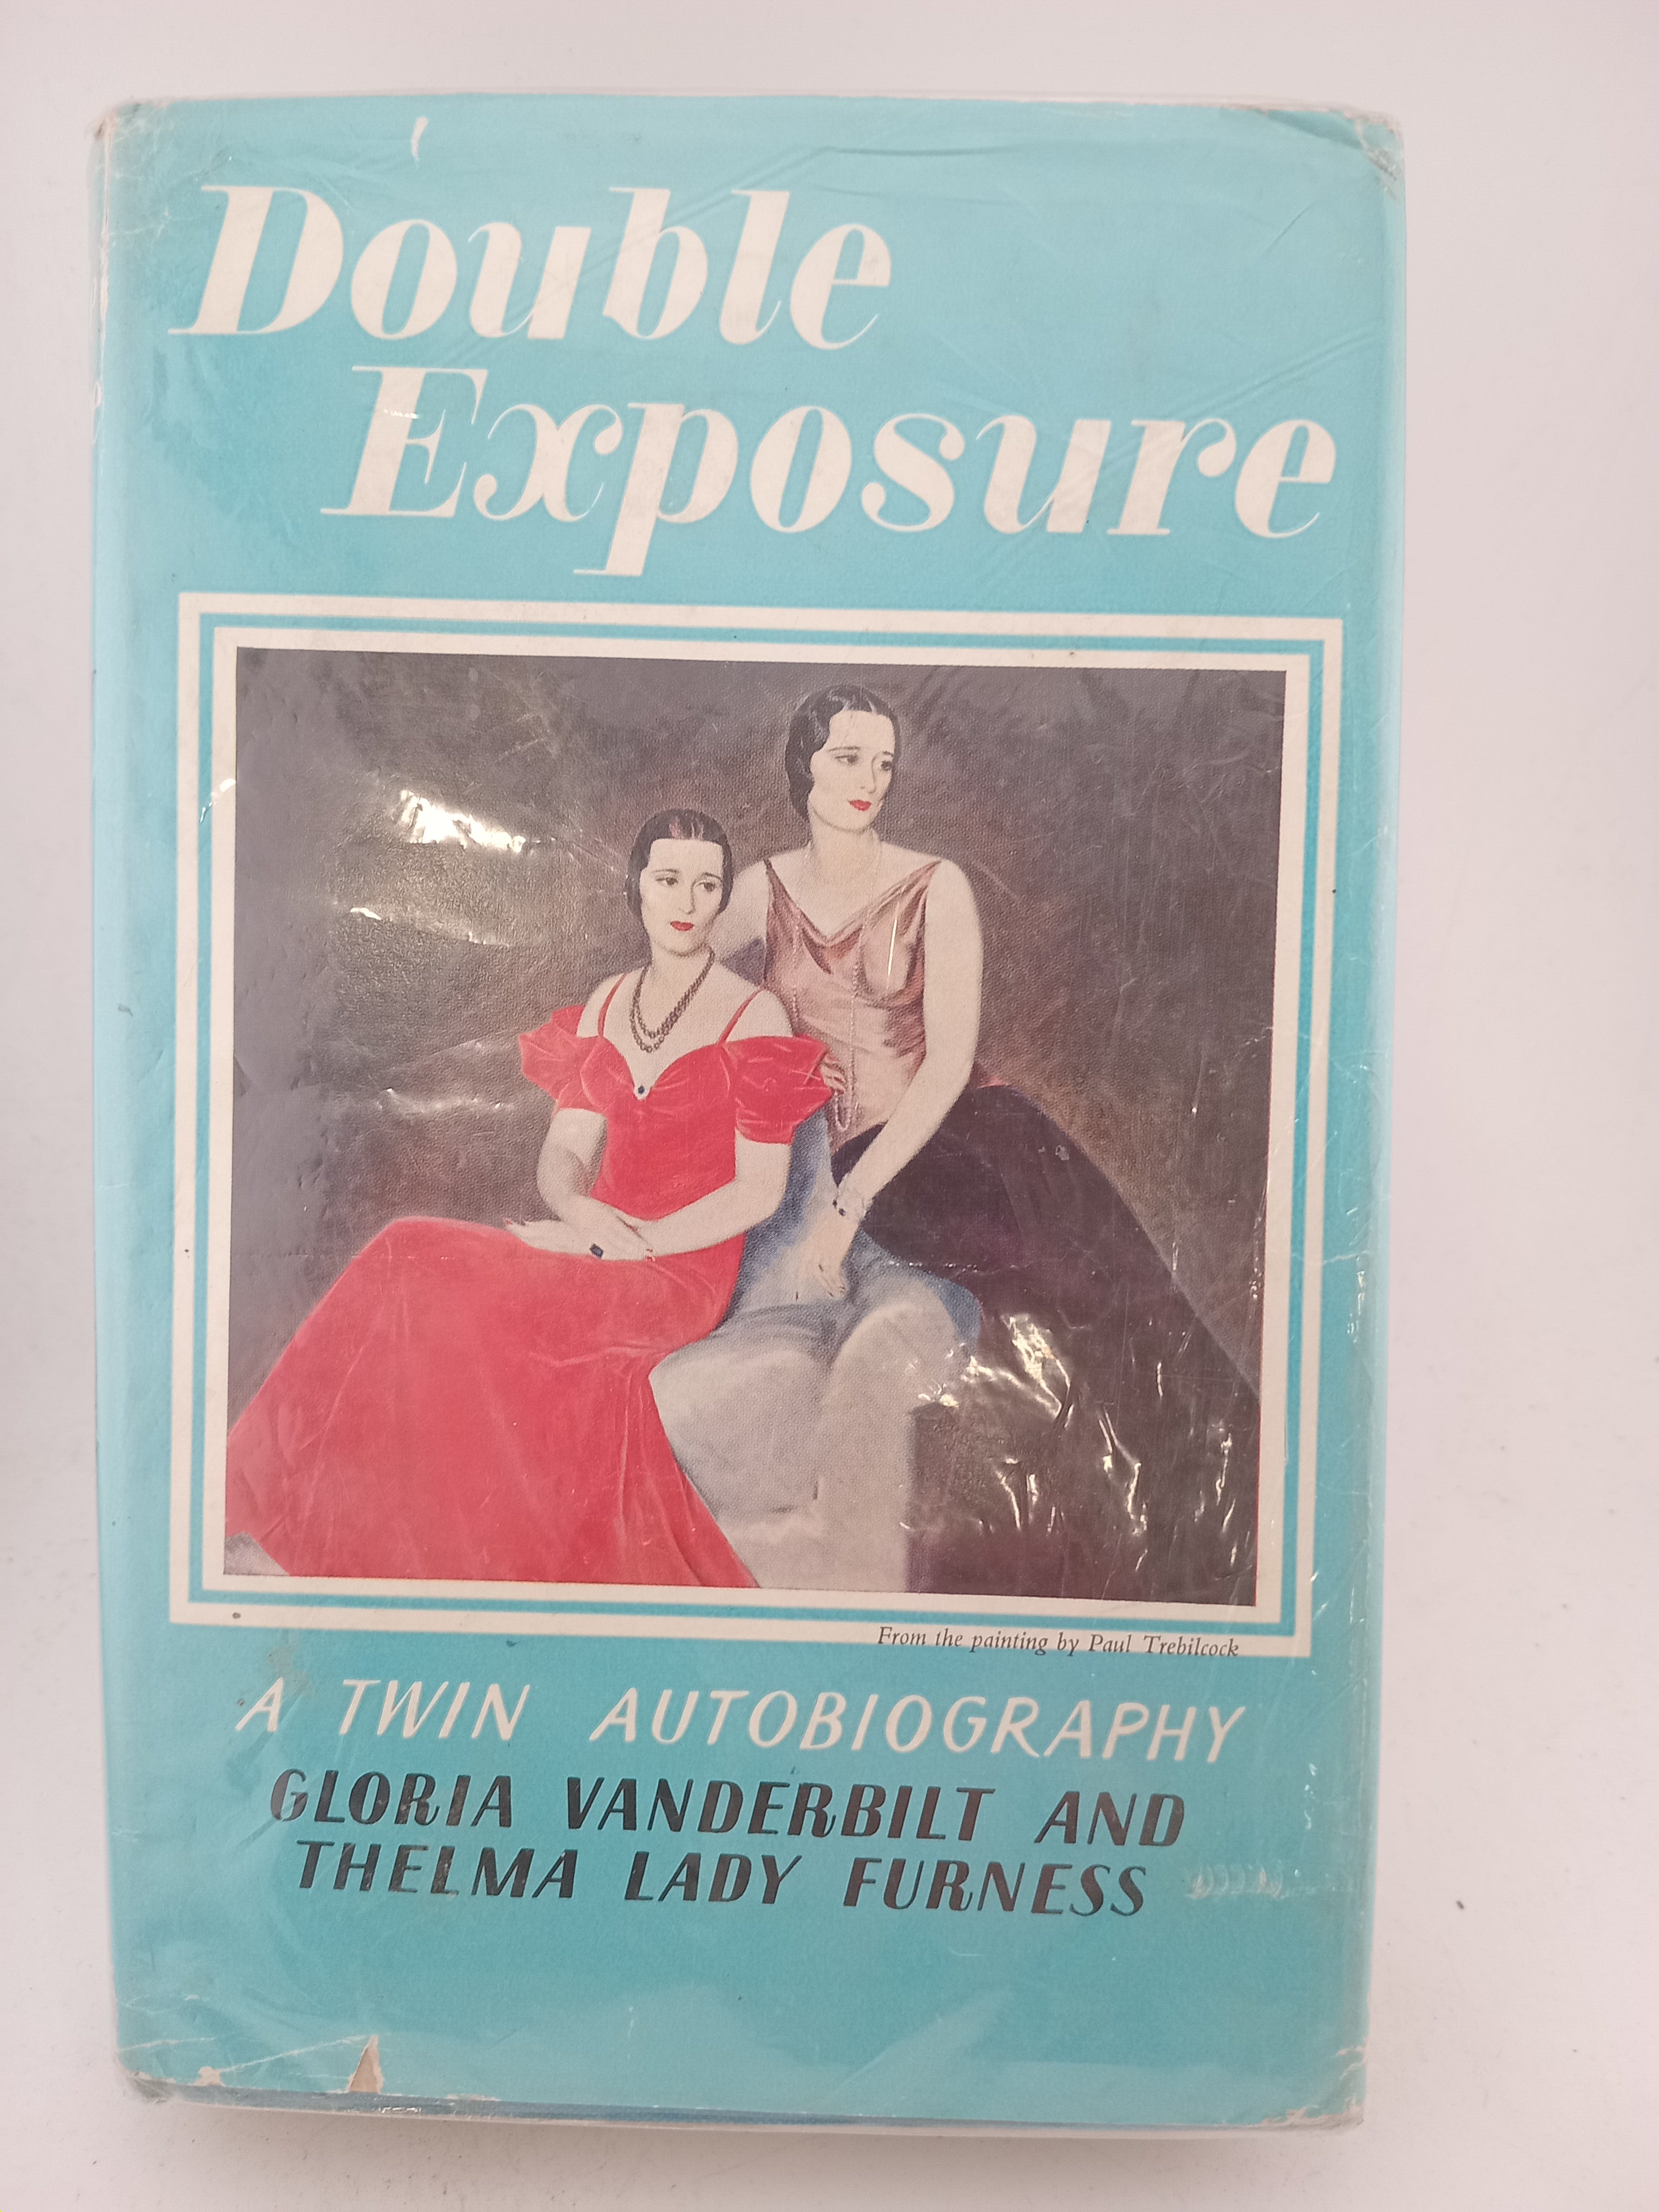 Double
Exposure
From the painting by Paul Trebilcock
A TWIN AUTOBIOGRAPHY
GLORIA VANDERBILT AND
THELMA LADY FURNESS